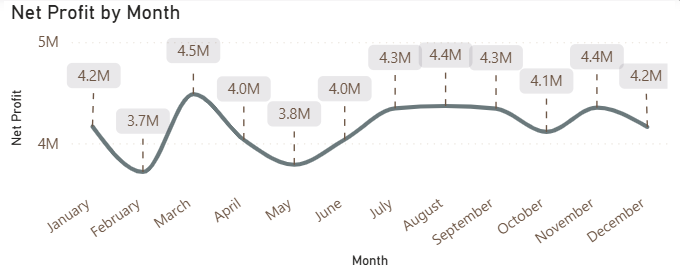 Net Profit by Month
Net Profit
5M
4M
4.2M
3.7M
4.5M
4.0M
3.8M
4.0M
4.3M
4.4M
4.3M
4.1M
4.4M
4.2M
January
February
March
April
May
June
July
August
September
October
November
December
Month